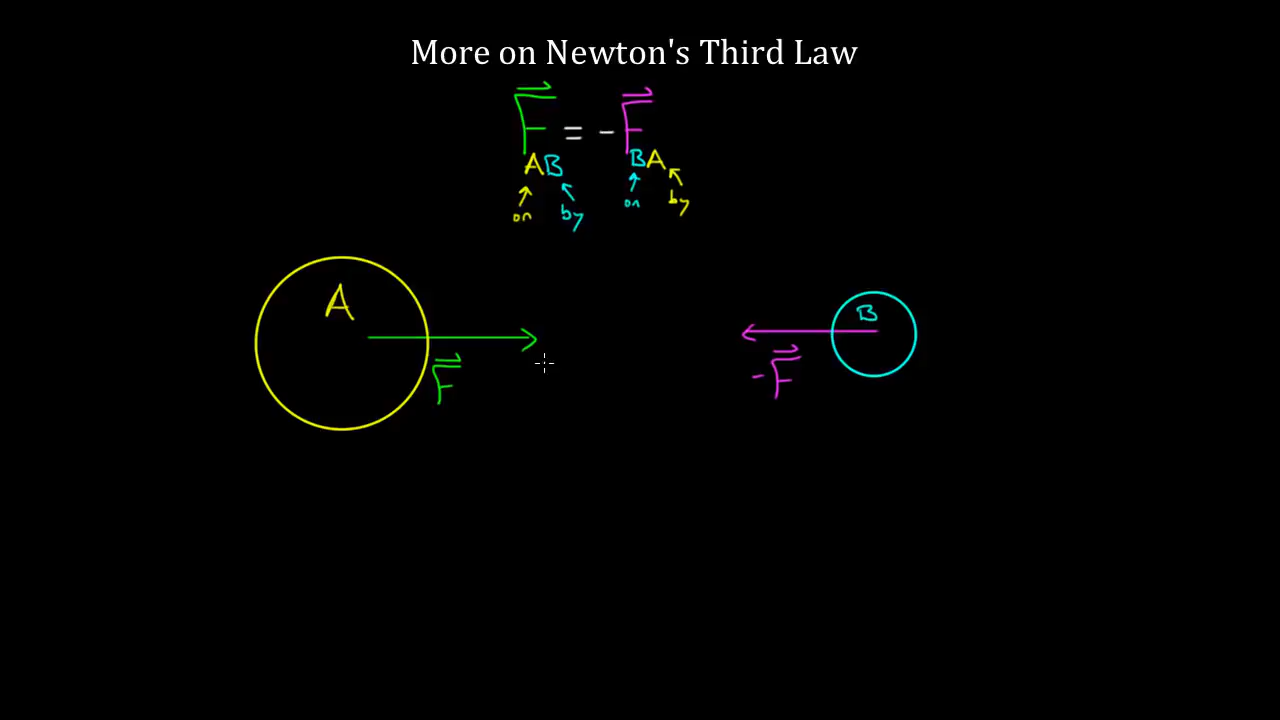 More on Newton's Third Law
F⃗ = -F⃗
AB BA
on by on by
A B
F⃗ -F⃗